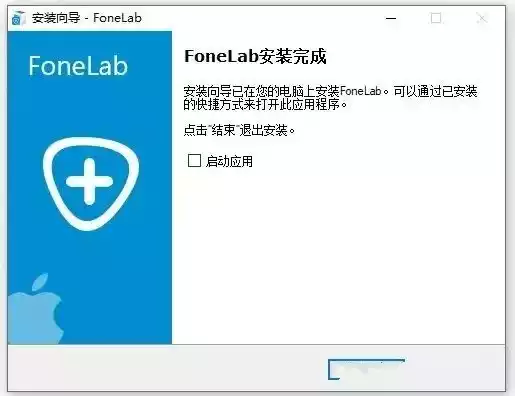 安装向导 - FoneLab
FoneLab
FoneLab安装完成
安装向导已在您的电脑上安装FoneLab。可以通过已安装
的快捷方式来打开此应用程序。
点击"结束"退出安装。
启动应用